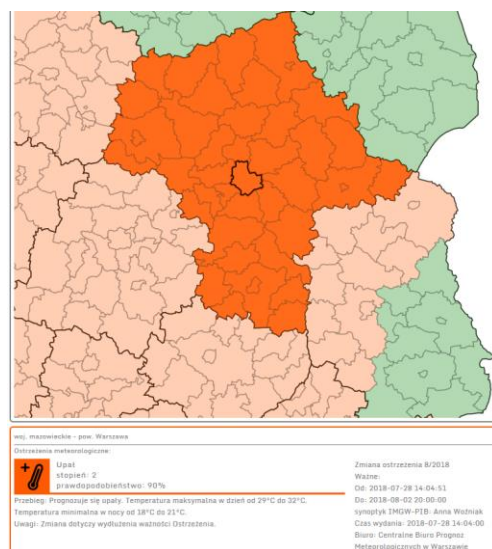 woj. mazowieckie - pow. Warszawa
Ostrzeżenia meteorologiczne:
Upał
stopień: 2
prawdopodobieństwo: 90%
Przebieg: Prognozuje się upały. Temperatura maksymalna w dzień od 29°C do 32°C.
Temperatura minimalna w nocy od 18°C do 21°C.
Uwagi: Zmiana dotyczy wydłużenia ważności Ostrzeżenia.
Zmiana ostrzeżenia 8/2018
Ważne:
Od: 2018-07-28 14:04:51
Do: 2018-08-02 20:00:00
synoptyk IMGW-PIB: Anna Woźniak
Czas wydania: 2018-07-28 14:04:00
Biuro: Centralne Biuro Prognoz
Meteorologicznych w Warszawie